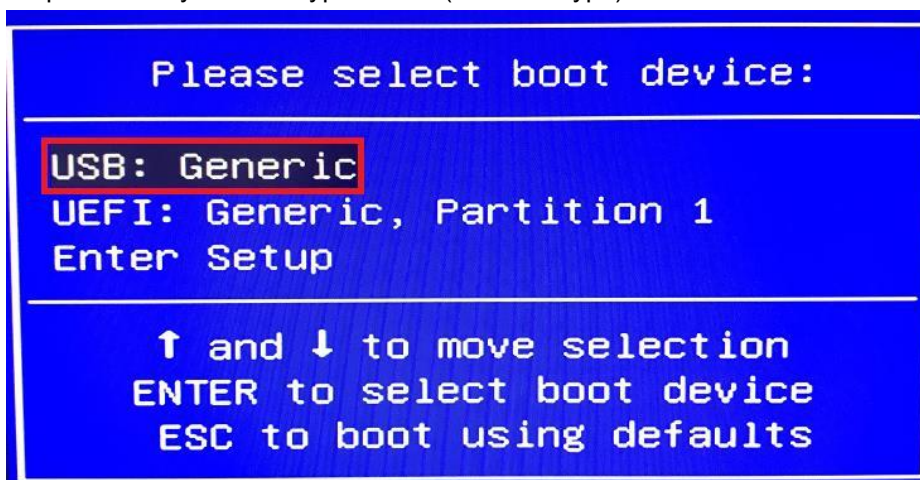 Please select boot device:
USB: Generic
UEFI: Generic, Partition 1
Enter Setup
↑ and ↓ to move selection
ENTER to select boot device
ESC to boot using defaults